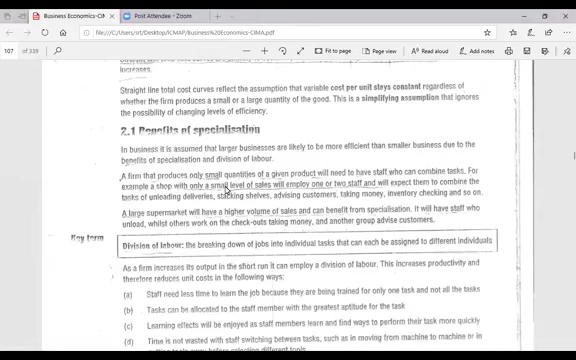 Business Economics-CI
Post Attendee - Zoom
file:///C:/Users/srt/Desktop/ICMAP/Business%20Economics-CIMA.pdf
107 of 339
Fit to page
Page view
Read aloud
Add notes
increases.
Straight line total cost curves reflect the assumption that variable cost per unit stays constant regardless of
whether the firm produces a small or a large quantity of the good. This is a simplifying assumption that ignores
the possibility of changing levels of efficiency.
2.1 Benefits of specialisation
In business it is assumed that larger businesses are likely to be more efficient than smaller business due to the
benefits of specialisation and division of labour.
A firm that produces only small quantities of a given product will need to have staff who can combine tasks. For
example a shop with only a small level of sales will employ one or two staff and will expect them to combine the
tasks of unloading deliveries, stacking shelves, advising customers, taking money, inventory checking and so on.
A large supermarket will have a higher volume of sales and can benefit from specialisation. It will have staff who
unload, whilst others work on the check-outs taking money, and another group advise customers.
Key term
Division of labour: the breaking down of jobs into individual tasks that can each be assigned to different individuals
As a firm increases its output in the short run it can employ a division of labour. This increases productivity and
therefore reduces unit costs in the following ways:
(a) Staff need less time to learn the job because they are being trained for only one task and not all the tasks
(b) Tasks can be allocated to the staff member with the greatest aptitude for the task
(c) Learning effects will be enjoyed as staff members learn and find ways to perform their task more quickly
(d) Time is not wasted with staff switching between tasks, such as in moving from machine to machine or in